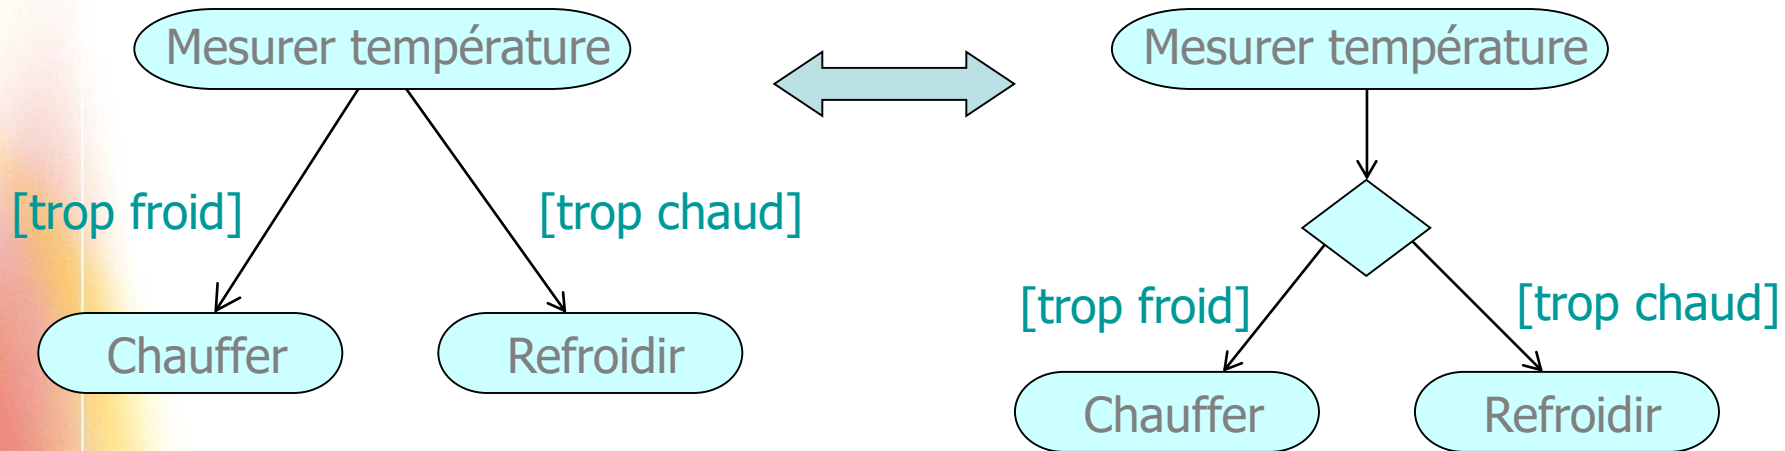 Mesurer température
[trop froid]
[trop chaud]
Chauffer
Refroidir
Mesurer température
[trop froid]
[trop chaud]
Chauffer
Refroidir